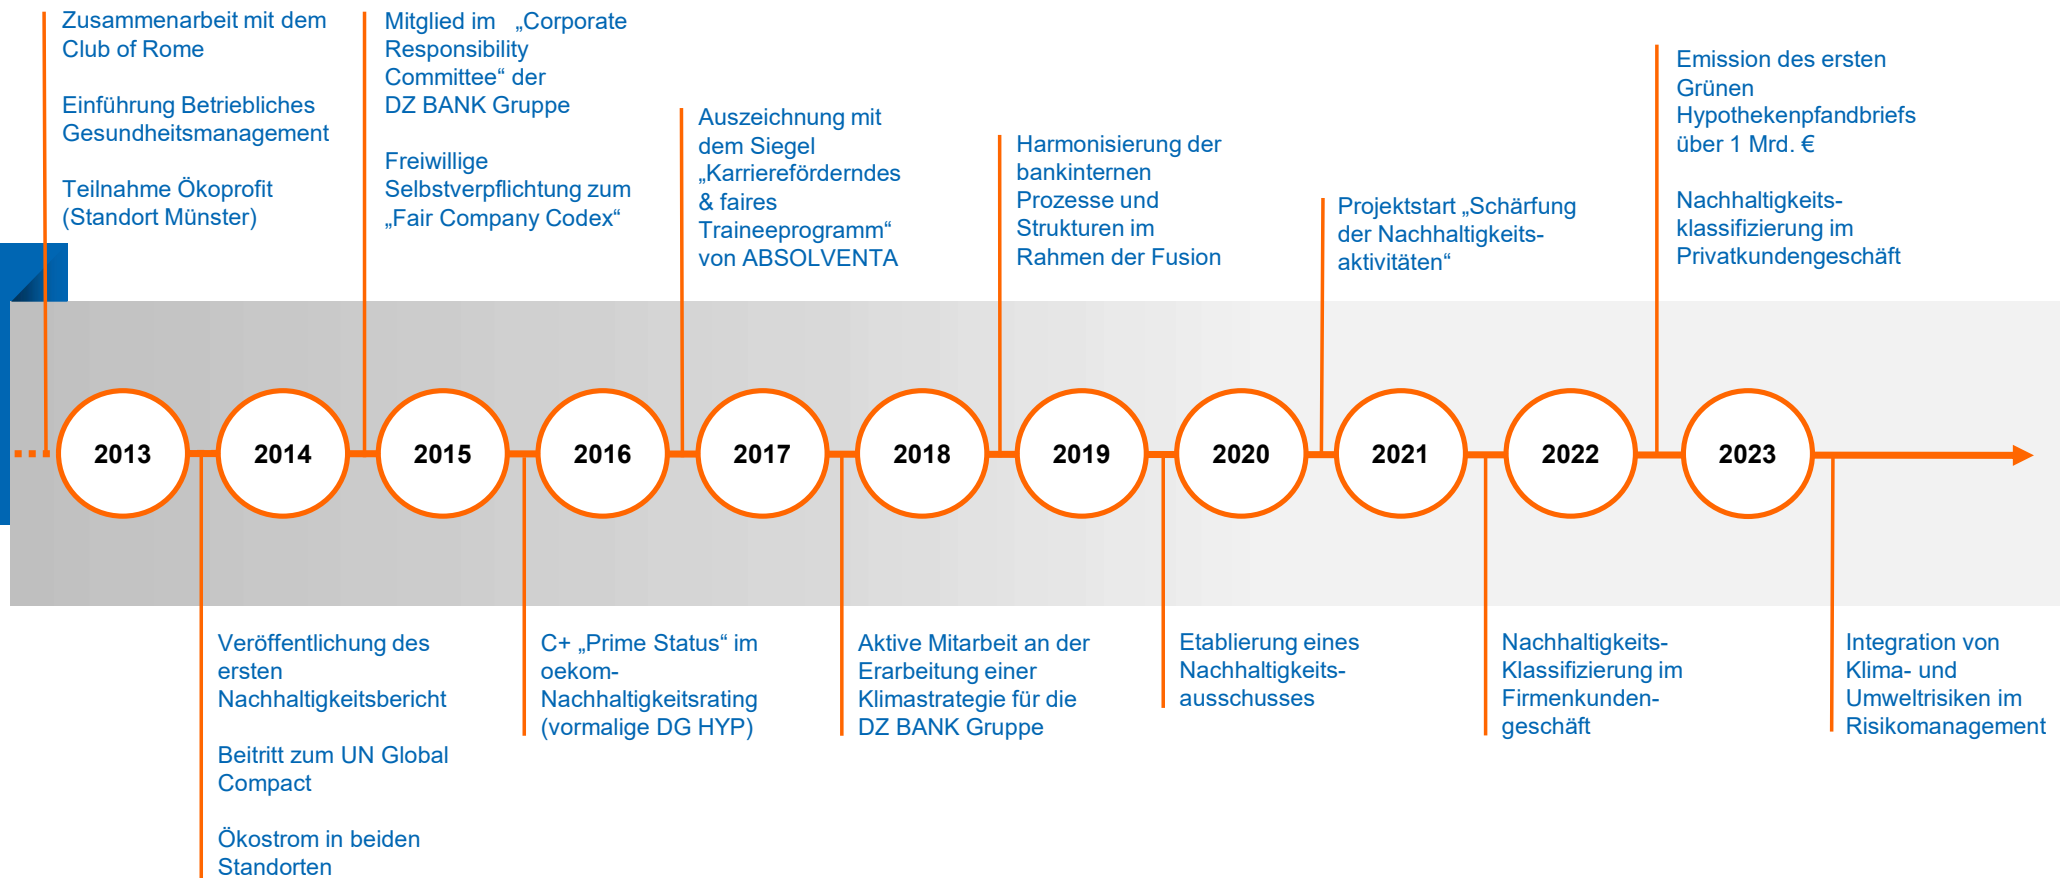 Zusammenarbeit mit dem
Club of Rome
Einführung Betriebliches
Gesundheitsmanagement
Teilnahme Ökoprofit
(Standort Münster)
Mitglied im „Corporate
Responsibility
Committee“ der
DZ BANK Gruppe
Freiwillige
Selbstverpflichtung zum
„Fair Company Codex“
Auszeichnung mit
dem Siegel
„Karriereförderndes
& faires
Traineeprogramm“
von ABSOLVENTA
Harmonisierung der
bankinternen
Prozesse und
Strukturen im
Rahmen der Fusion
Projektstart „Schärfung
der Nachhaltigkeits-
aktivitäten“
Emission des ersten
Grünen
Hypothekenpfandbriefs
über 1 Mrd. €
Nachhaltigkeits-
klassifizierung im
Privatkundengeschäft
2013
2014
2015
2016
2017
2018
2019
2020
2021
2022
2023
Veröffentlichung des
ersten
Nachhaltigkeitsbericht
Beitritt zum UN Global
Compact
Ökostrom in beiden
Standorten
C+ „Prime Status“ im
oekom-
Nachhaltigkeitsrating
(vormalige DG HYP)
Aktive Mitarbeit an der
Erarbeitung einer
Klimastrategie für die
DZ BANK Gruppe
Etablierung eines
Nachhaltigkeits-
ausschusses
Nachhaltigkeits-
Klassifizierung im
Firmenkunden-
geschäft
Integration von
Klima- und
Umweltrisiken im
Risikomanagement